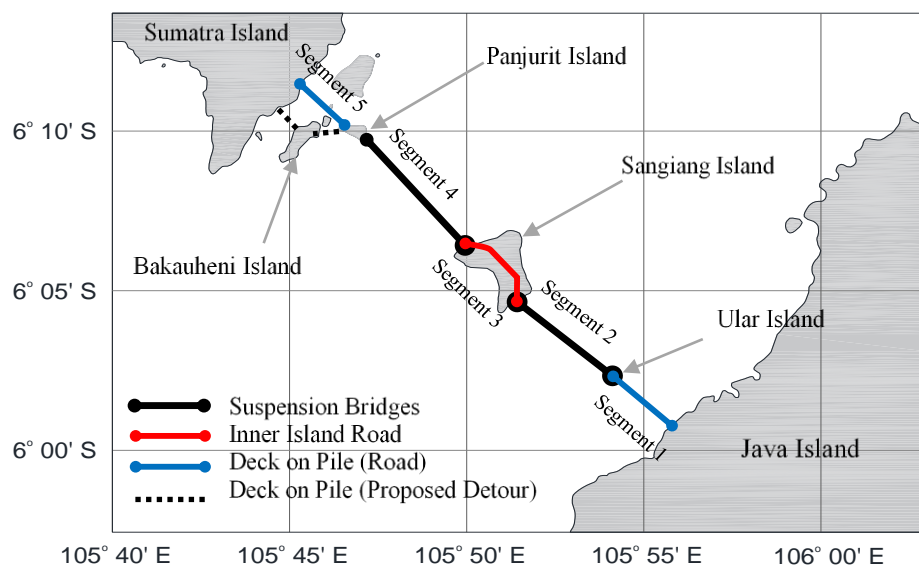 Sumatra Island
Panjurit Island
Segment 5
6° 10' S
Segment 4
Sangiang Island
Bakauheni Island
6° 05' S
Segment 3
Segment 2
Ular Island
Suspension Bridges
Inner Island Road
Segment 1
Java Island
6° 00' S
Deck on Pile (Road)
Deck on Pile (Proposed Detour)
105° 40' E
105° 45' E
105° 50' E
105° 55' E
106° 00' E